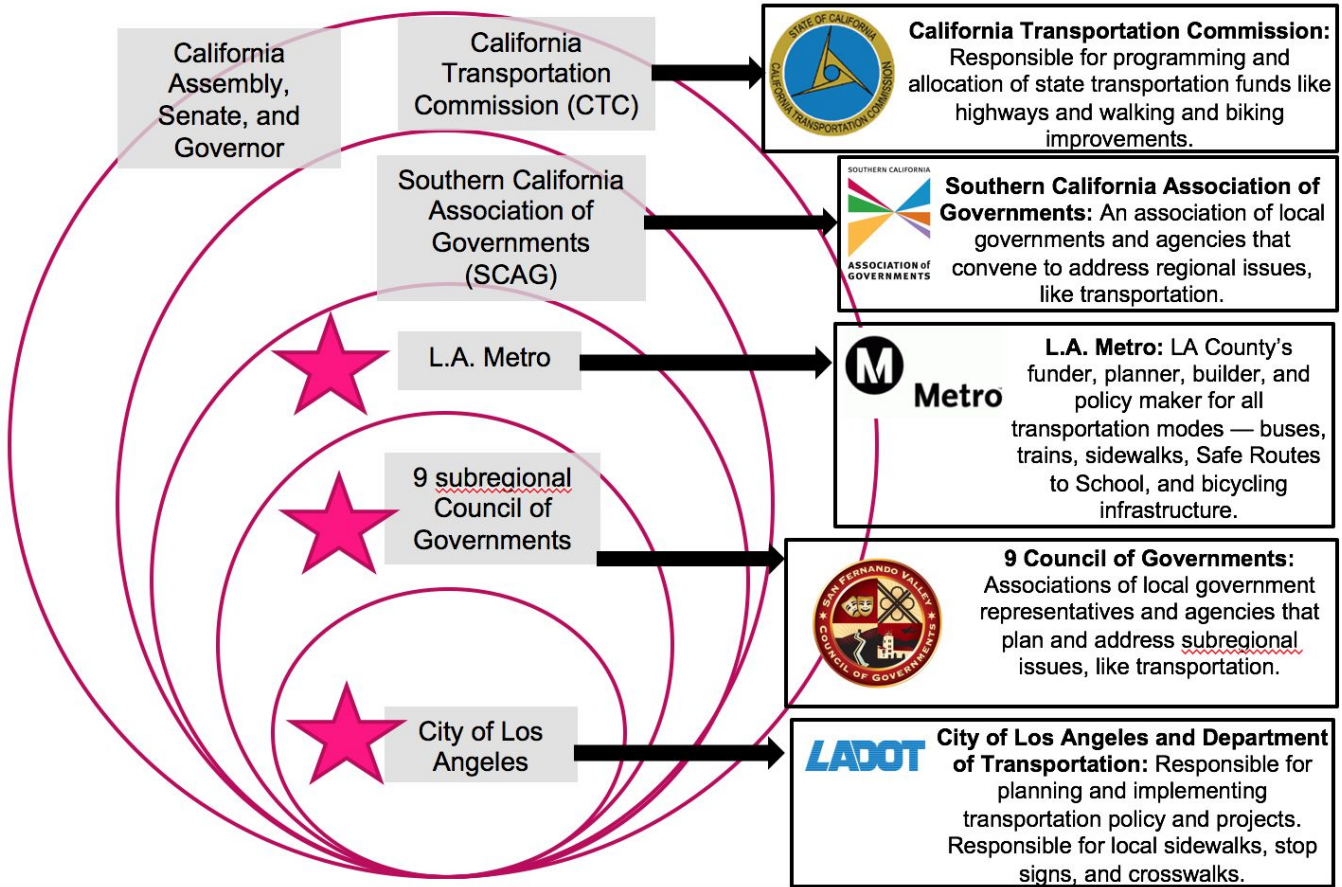 California
Assembly,
Senate, and
Governor
California
Transportation
Commission (CTC)
STATE OF CALIFORNIA
CALIFORNIA TRANSPORTATION COMMISSION
California Transportation Commission:
Responsible for programming and
allocation of state transportation funds like
highways and walking and biking
improvements.
Southern California
Association of
Governments
(SCAG)
SOUTHERN CALIFORNIA
ASSOCIATION of
GOVERNMENTS
Southern California Association of
Governments: An association of local
governments and agencies that
convene to address regional issues,
like transportation.
L.A. Metro
M
Metro
L.A. Metro: LA County's
funder, planner, builder, and
policy maker for all
transportation modes — buses,
trains, sidewalks, Safe Routes
to School, and bicycling
infrastructure.
9 subregional
Council of
Governments
SAN FERNANDO VALLEY
COUNCIL OF GOVERNMENTS
9 Council of Governments:
Associations of local government
representatives and agencies that
plan and address subregional
issues, like transportation.
City of Los
Angeles
LADOT
City of Los Angeles and Department
of Transportation: Responsible for
planning and implementing
transportation policy and projects.
Responsible for local sidewalks, stop
signs, and crosswalks.